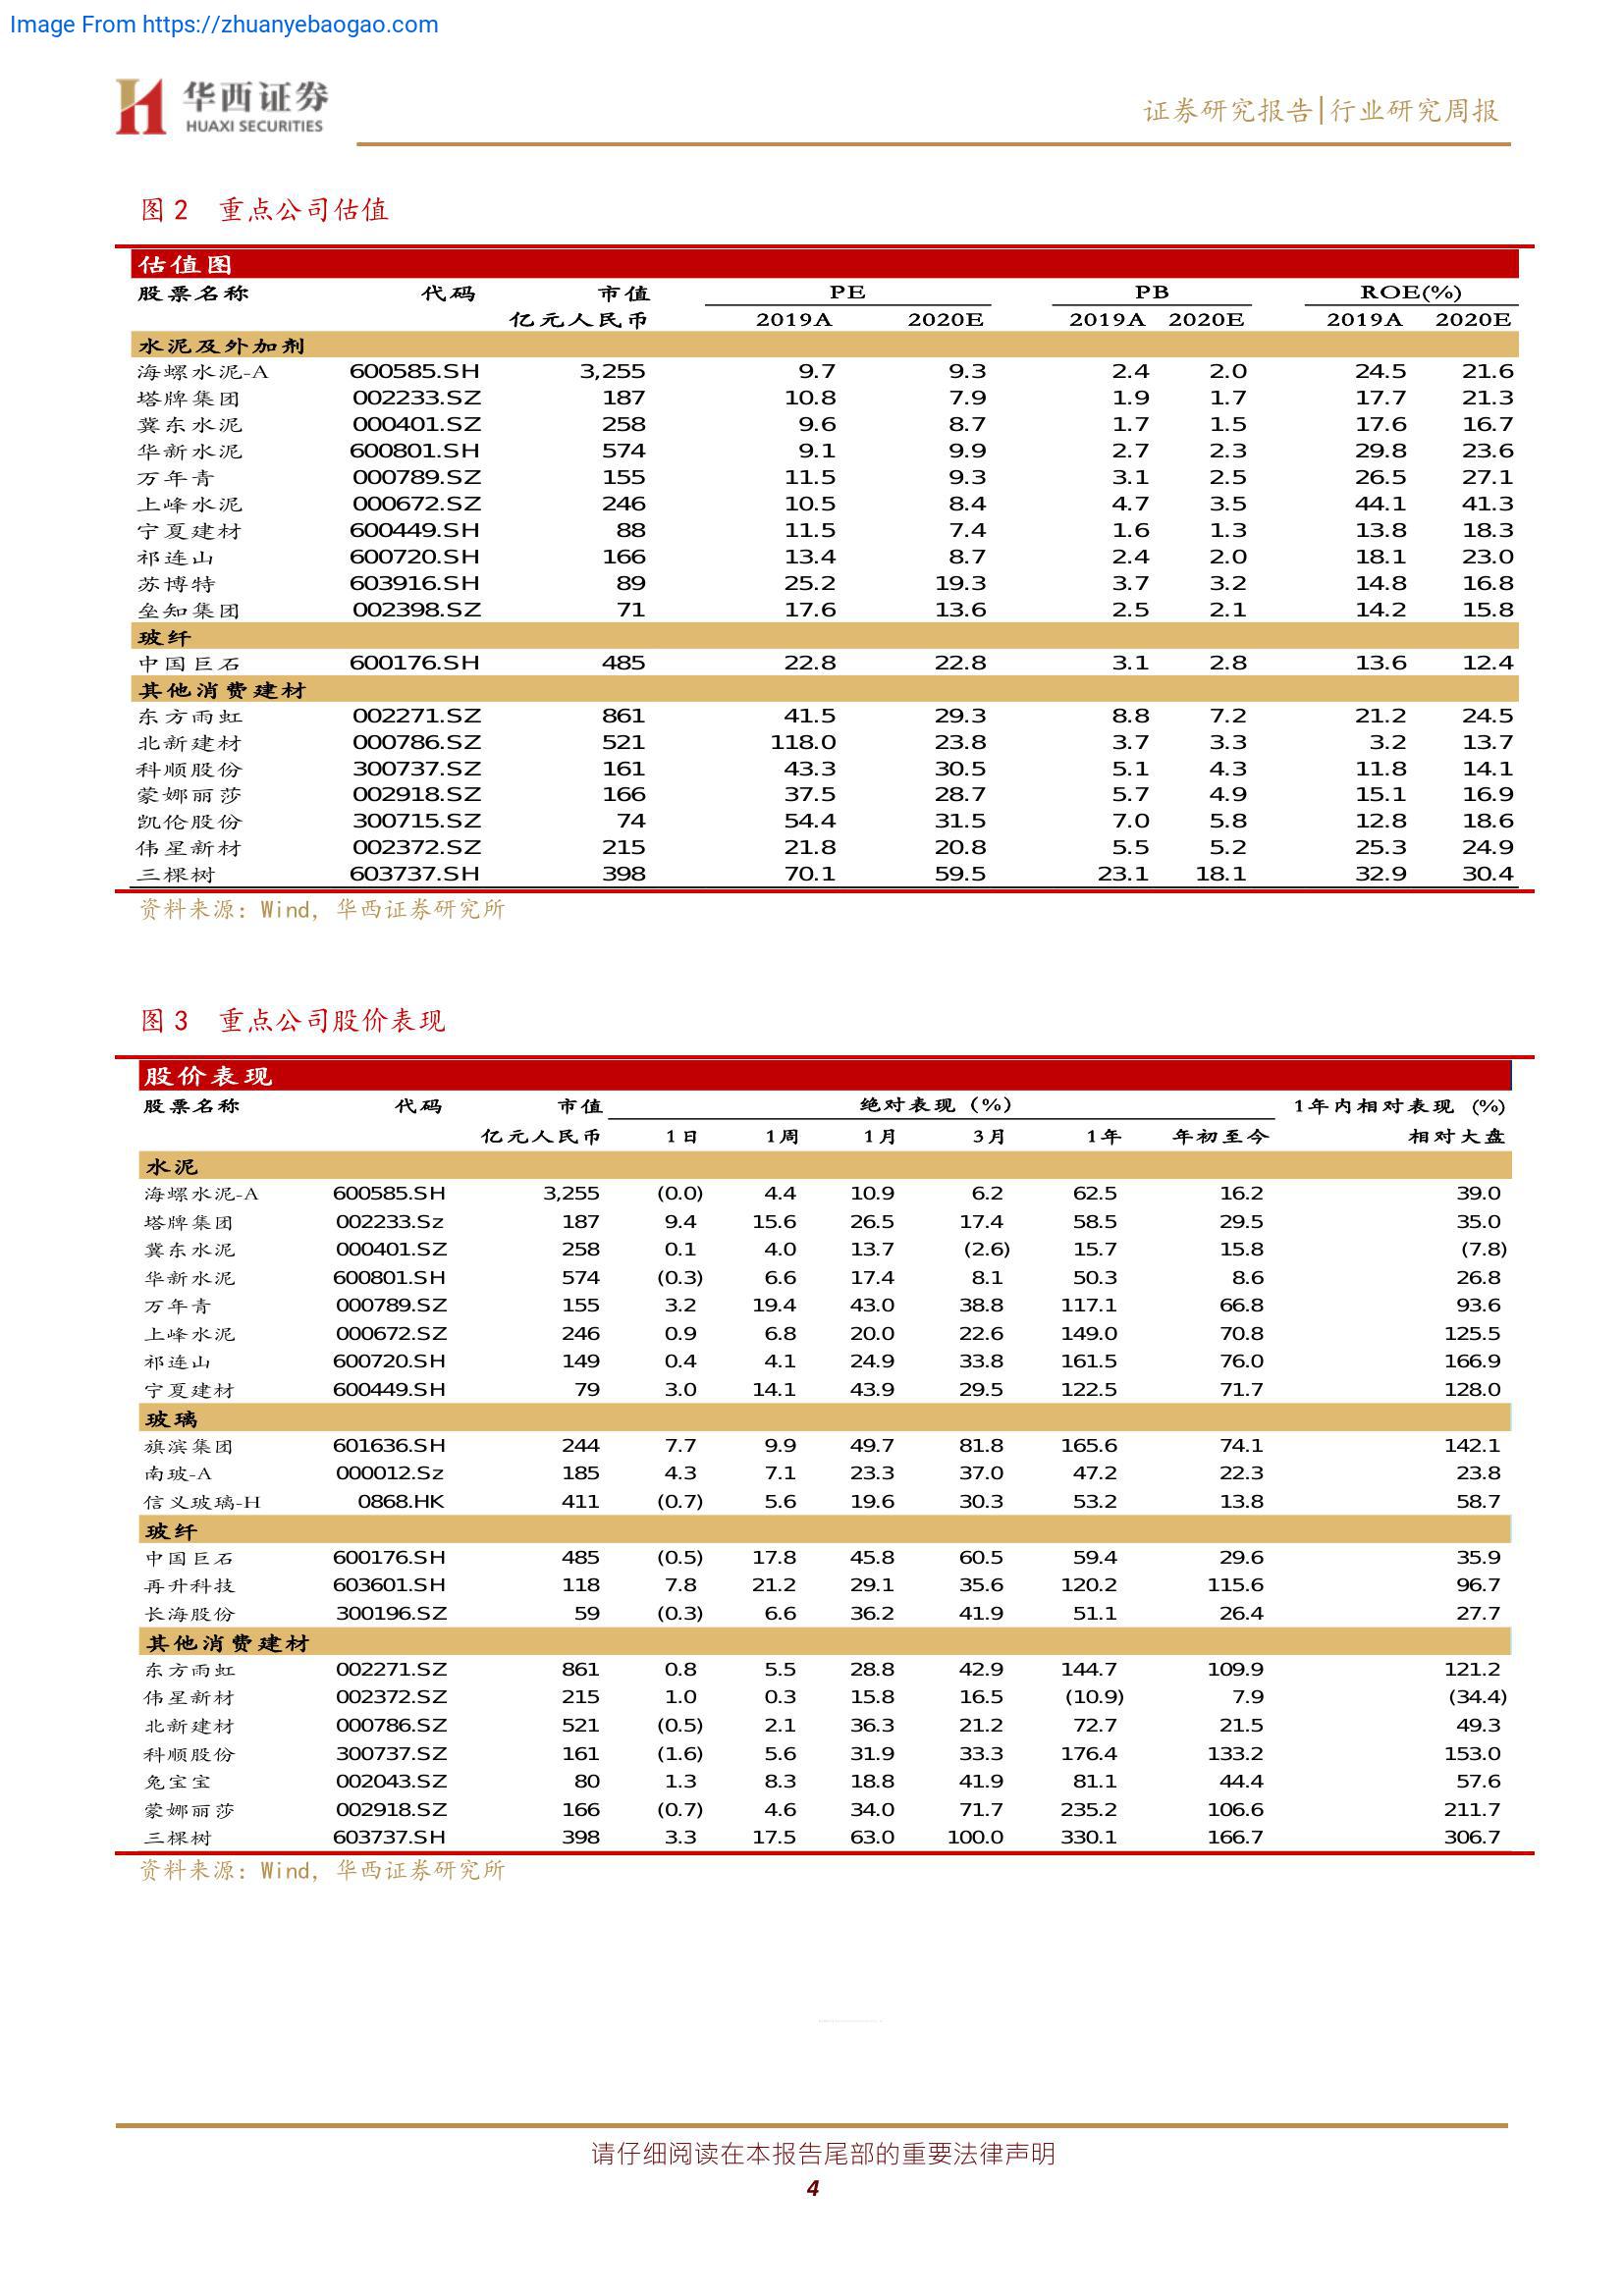 Image From https://zhuanyebaogao.com
华西证券
HUAXI SECURITIES
证券研究报告|行业研究周报
图 2 重点公司估值
估值图
股票名称 代码 市值 PE PB ROE(%)
亿元人民币 2019A 2020E 2019A 2020E 2019A 2020E
水泥及外加剂
海螺水泥-A 600585.SH 3,255 9.7 9.3 2.4 2.0 24.5 21.6
塔牌集团 002233.SZ 187 10.8 7.9 1.9 1.7 17.7 21.3
冀东水泥 000401.SZ 258 9.6 8.7 1.7 1.5 17.6 16.7
华新水泥 600801.SH 574 9.1 9.9 2.7 2.3 29.8 23.6
万年青 000789.SZ 155 11.5 9.3 3.1 2.5 26.5 27.1
上峰水泥 000672.SZ 246 10.5 8.4 4.7 3.5 44.1 41.3
宁夏建材 600449.SH 88 11.5 7.4 1.6 1.3 13.8 18.3
祁连山 600720.SH 166 13.4 8.7 2.4 2.0 18.1 23.0
苏博特 603916.SH 89 25.2 19.3 3.7 3.2 14.8 16.8
垒知集团 002398.SZ 71 17.6 13.6 2.5 2.1 14.2 15.8
玻纤
中国巨石 600176.SH 485 22.8 22.8 3.1 2.8 13.6 12.4
其他消费建材
东方雨虹 002271.SZ 861 41.5 29.3 8.8 7.2 21.2 24.5
北新建材 000786.SZ 521 118.0 23.8 3.7 3.3 3.2 13.7
科顺股份 300737.SZ 161 43.3 30.5 5.1 4.3 11.8 14.1
蒙娜丽莎 002918.SZ 166 37.5 28.7 5.7 4.9 15.1 16.9
凯伦股份 300715.SZ 74 54.4 31.5 7.0 5.8 12.8 18.6
伟星新材 002372.SZ 215 21.8 20.8 5.5 5.2 25.3 24.9
三棵树 603737.SH 398 70.1 59.5 23.1 18.1 32.9 30.4
资料来源：Wind，华西证券研究所
图 3 重点公司股价表现
股价表现
股票名称 代码 市值 绝对表现（%） 1年内相对表现（%)
亿元人民币 1日 1周 1月 3月 1年 年初至今 相对大盘
水泥
海螺水泥-A 600585.SH 3,255 (0.0) 4.4 10.9 6.2 62.5 16.2 39.0
塔牌集团 002233.Sz 187 9.4 15.6 26.5 17.4 58.5 29.5 35.0
冀东水泥 000401.SZ 258 0.1 4.0 13.7 (2.6) 15.7 15.8 (7.8)
华新水泥 600801.SH 574 (0.3) 6.6 17.4 8.1 50.3 8.6 26.8
万年青 000789.SZ 155 3.2 19.4 43.0 38.8 117.1 66.8 93.6
上峰水泥 000672.SZ 246 0.9 6.8 20.0 22.6 149.0 70.8 125.5
祁连山 600720.SH 149 0.4 4.1 24.9 33.8 161.5 76.0 166.9
宁夏建材 600449.SH 79 3.0 14.1 43.9 29.5 122.5 71.7 128.0
玻璃
旗滨集团 601636.SH 244 7.7 9.9 49.7 81.8 165.6 74.1 142.1
南玻-A 000012.Sz 185 4.3 7.1 23.3 37.0 47.2 22.3 23.8
信义玻璃-H 0868.HK 411 (0.7) 5.6 19.6 30.3 53.2 13.8 58.7
玻纤
中国巨石 600176.SH 485 (0.5) 17.8 45.8 60.5 59.4 29.6 35.9
再升科技 603601.SH 118 7.8 21.2 29.1 35.6 120.2 115.6 96.7
长海股份 300196.SZ 59 (0.3) 6.6 36.2 41.9 51.1 26.4 27.7
其他消费建材
东方雨虹 002271.SZ 861 0.8 5.5 28.8 42.9 144.7 109.9 121.2
伟星新材 002372.SZ 215 1.0 0.3 15.8 16.5 (10.9) 7.9 (34.4)
北新建材 000786.SZ 521 (0.5) 2.1 36.3 21.2 72.7 21.5 49.3
科顺股份 300737.SZ 161 (1.6) 5.6 31.9 33.3 176.4 133.2 153.0
兔宝宝 002043.SZ 80 1.3 8.3 18.8 41.9 81.1 44.4 57.6
蒙娜丽莎 002918.SZ 166 (0.7) 4.6 34.0 71.7 235.2 106.6 211.7
三棵树 603737.SH 398 3.3 17.5 63.0 100.0 330.1 166.7 306.7
资料来源：Wind，华西证券研究所
请仔细阅读在本报告尾部的重要法律声明
4